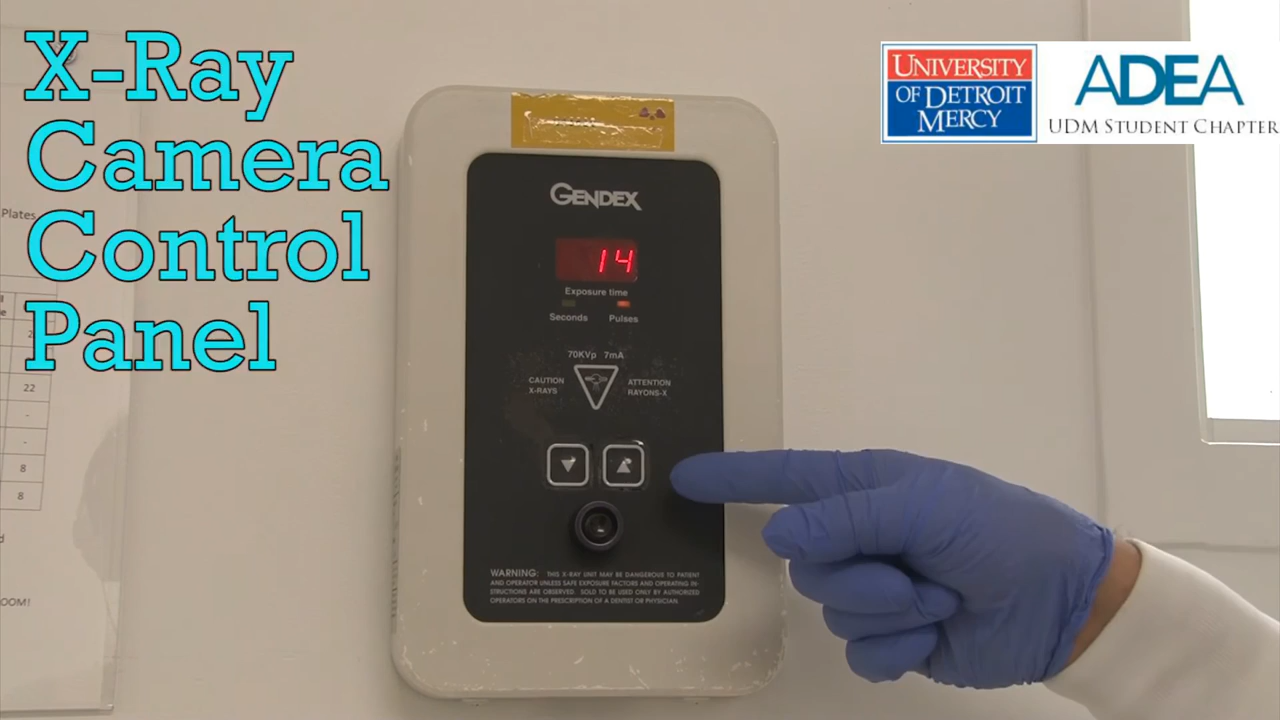 X-Ray
Camera
Control
Panel
UNIVERSITY
OF DETROIT
MERCY
ADEA
UDM STUDENT CHAPTER
GENDEX
14
Exposure time
Seconds Pulses
70KVp 7mA
CAUTION
X-RAYS
ATTENTION
RAYONS-X
WARNING: THIS X-RAY UNIT MAY BE DANGEROUS TO PATIENT
AND OPERATOR UNLESS SAFE EXPOSURE FACTORS AND OPERATING IN-
STRUCTIONS ARE OBSERVED. SOLD TO BE USED ONLY BY AUTHORIZED
OPERATORS ON THE PRESCRIPTION OF A DENTIST OR PHYSICIAN.
Plates
22
-
-
8
8